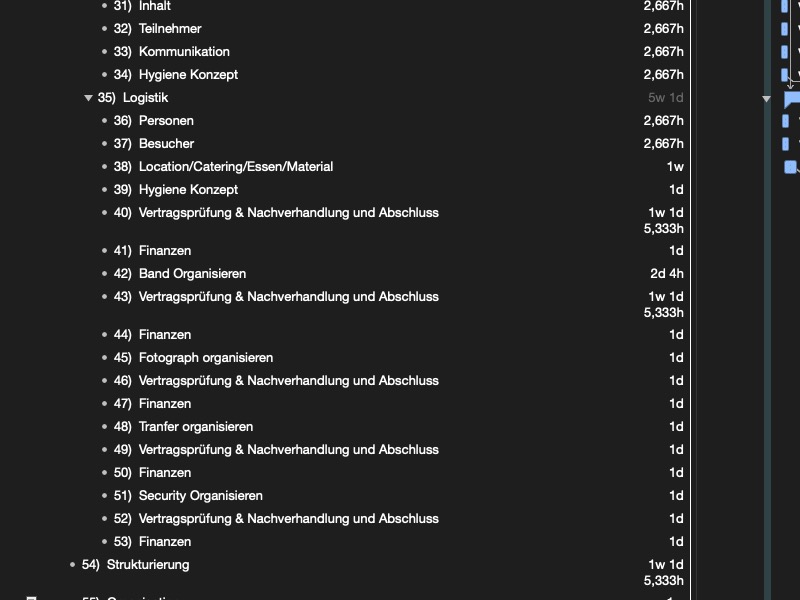 31) Inhalt 2,667h
32) Teilnehmer 2,667h
33) Kommunikation 2,667h
34) Hygiene Konzept 2,667h
35) Logistik 5w 1d
36) Personen 2,667h
37) Besucher 2,667h
38) Location/Catering/Essen/Material 1w
39) Hygiene Konzept 1d
40) Vertragsprüfung & Nachverhandlung und Abschluss 1w 1d
5,333h
41) Finanzen 1d
42) Band Organisieren 2d 4h
43) Vertragsprüfung & Nachverhandlung und Abschluss 1w 1d
5,333h
44) Finanzen 1d
45) Fotograph organisieren 1d
46) Vertragsprüfung & Nachverhandlung und Abschluss 1d
47) Finanzen 1d
48) Tranfer organisieren 1d
49) Vertragsprüfung & Nachverhandlung und Abschluss 1d
50) Finanzen 1d
51) Security Organisieren 1d
52) Vertragsprüfung & Nachverhandlung und Abschluss 1d
53) Finanzen 1d
54) Strukturierung 1w 1d
5,333h